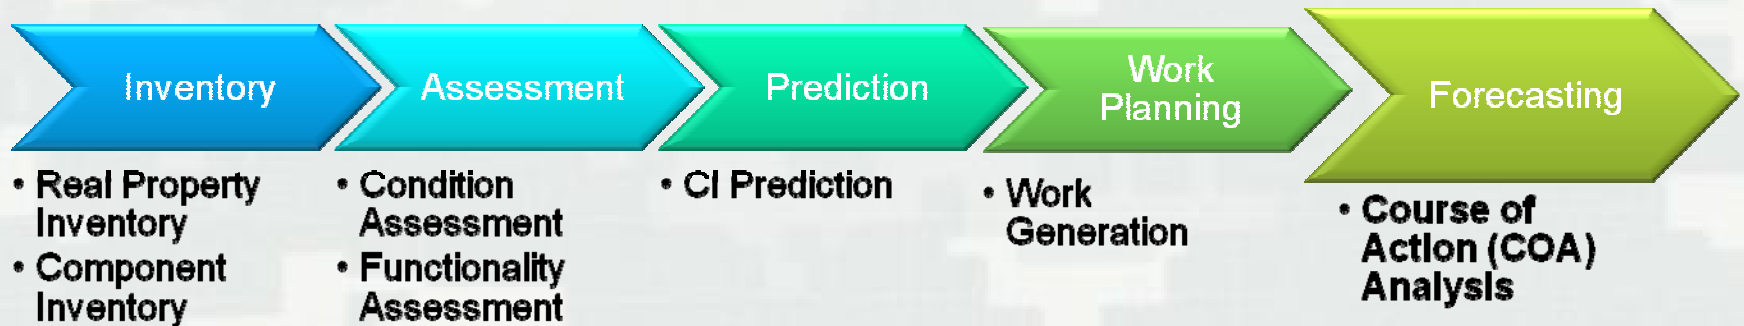 Inventory
Assessment
Prediction
Work
Planning
Forecasting
• Real Property
Inventory
• Component
Inventory
• Condition
Assessment
• Functionality
Assessment
• CI Prediction
• Work
Generation
• Course of
Action (COA)
Analysis